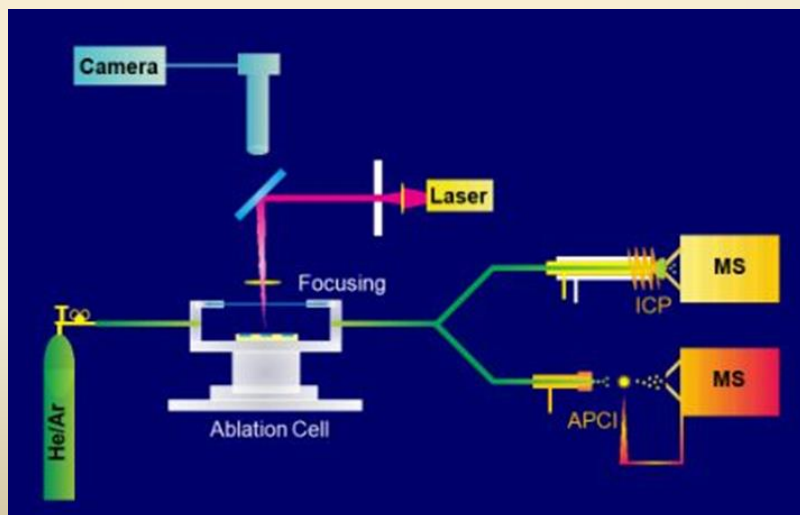 Camera
Laser
Focusing
MS
ICP
He/Ar
Ablation Cell
APCI
MS